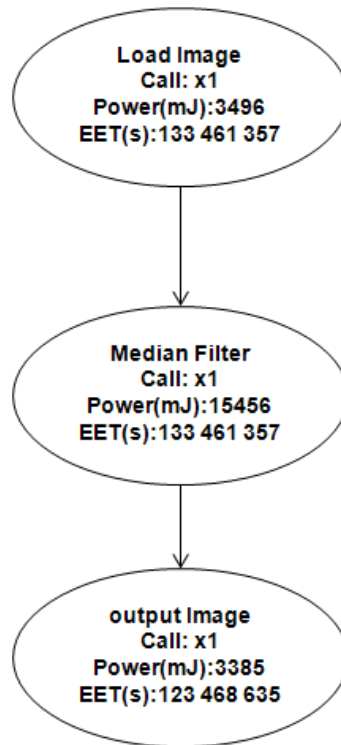 Load Image
Call: x1
Power(mJ):3496
EET(s):133 461 357
Median Filter
Call: x1
Power(mJ):15456
EET(s):133 461 357
output Image
Call: x1
Power(mJ):3385
EET(s):123 468 635